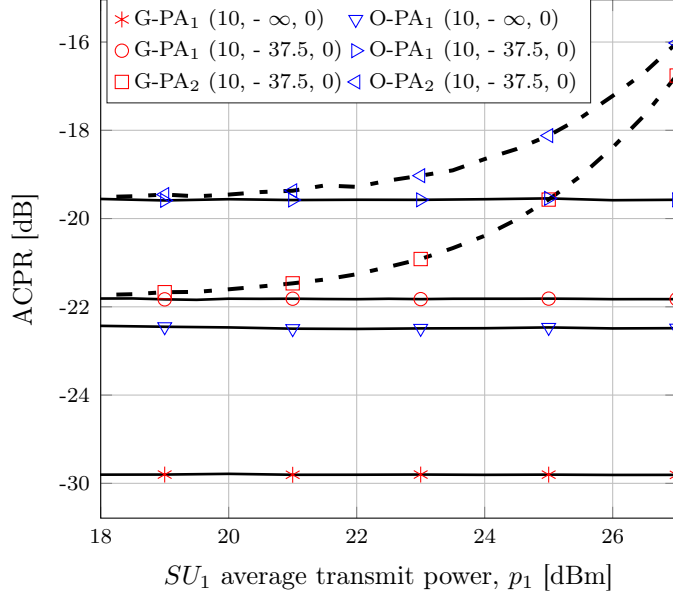 G-PA₁ (10, - ∞, 0) O-PA₁ (10, - ∞, 0)
G-PA₁ (10, - 37.5, 0) O-PA₁ (10, - 37.5, 0)
G-PA₂ (10, - 37.5, 0) O-PA₂ (10, - 37.5, 0)
-16
-18
-20
-22
-24
-30
ACPR [dB]
18 20 22 24 26
SU₁ average transmit power, p₁ [dBm]